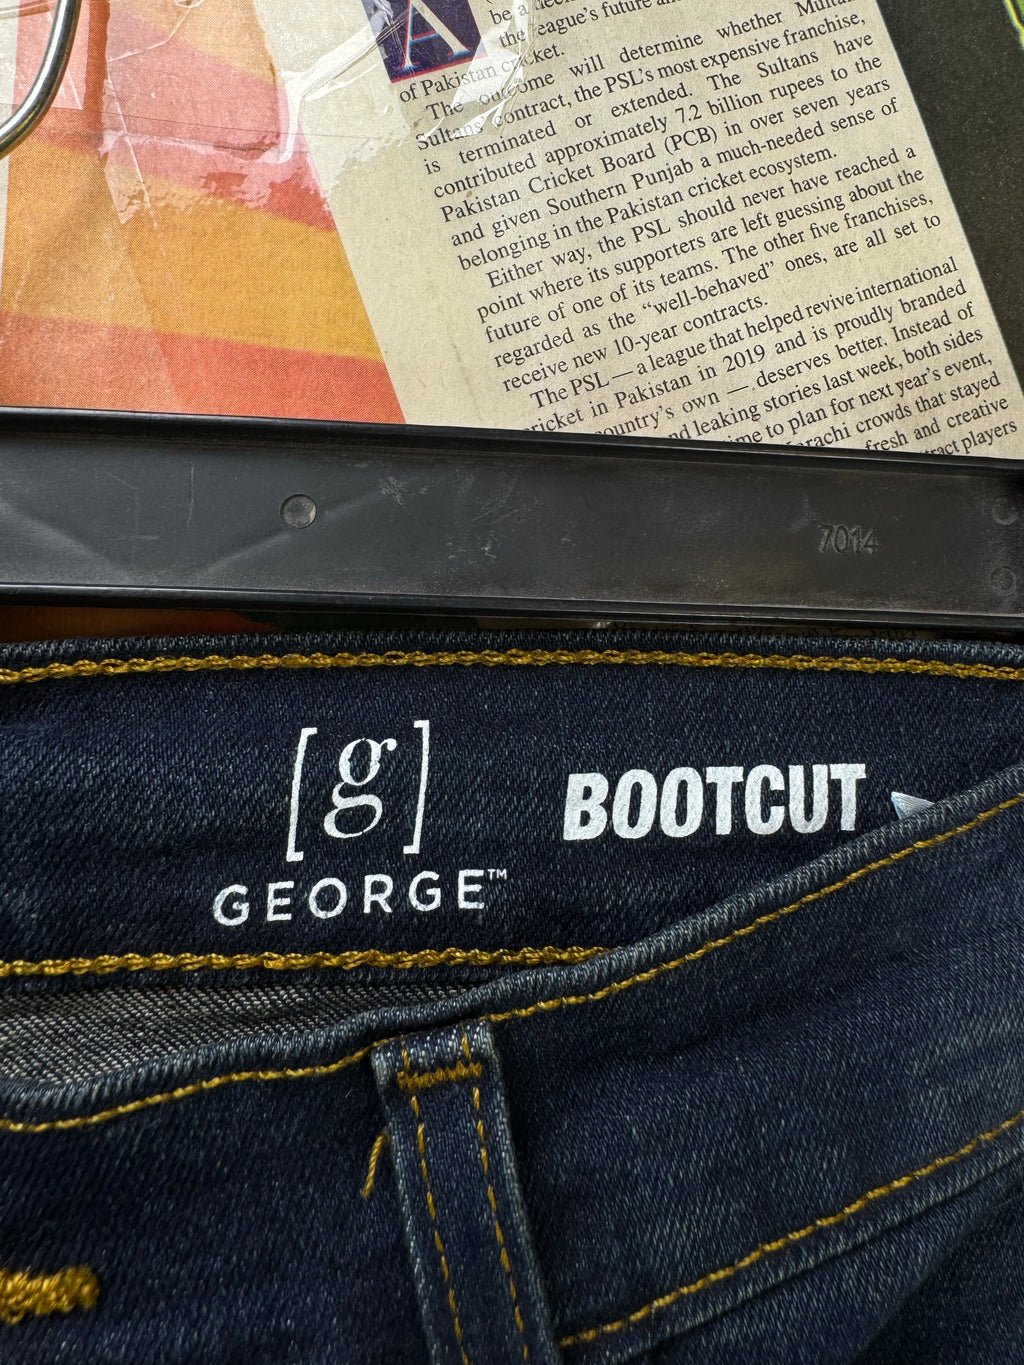 A
be a
the league's future
of Pakistan cricket.
The outcome will determine whether Multan
Sultans' contract, the PSL's most expensive franchise,
is terminated or extended. The Sultans have
contributed approximately 7.2 billion rupees to the
Pakistan Cricket Board (PCB) in over seven years
and given Southern Punjab a much-needed sense of
belonging in the Pakistan cricket ecosystem.
Either way, the PSL should never have reached a
point where its supporters are left guessing about the
future of one of its teams. The other five franchises,
regarded as the “well-behaved” ones, are all set to
receive new 10-year contracts.
The PSL — a league that helped revive international
cricket in Pakistan in 2019 and is proudly branded
country's own — deserves better. Instead of
leaking stories last week, both sides
to plan for next year's event,
Karachi crowds that stayed
fresh and creative
players
7014
[g]
GEORGE™
BOOTCUT